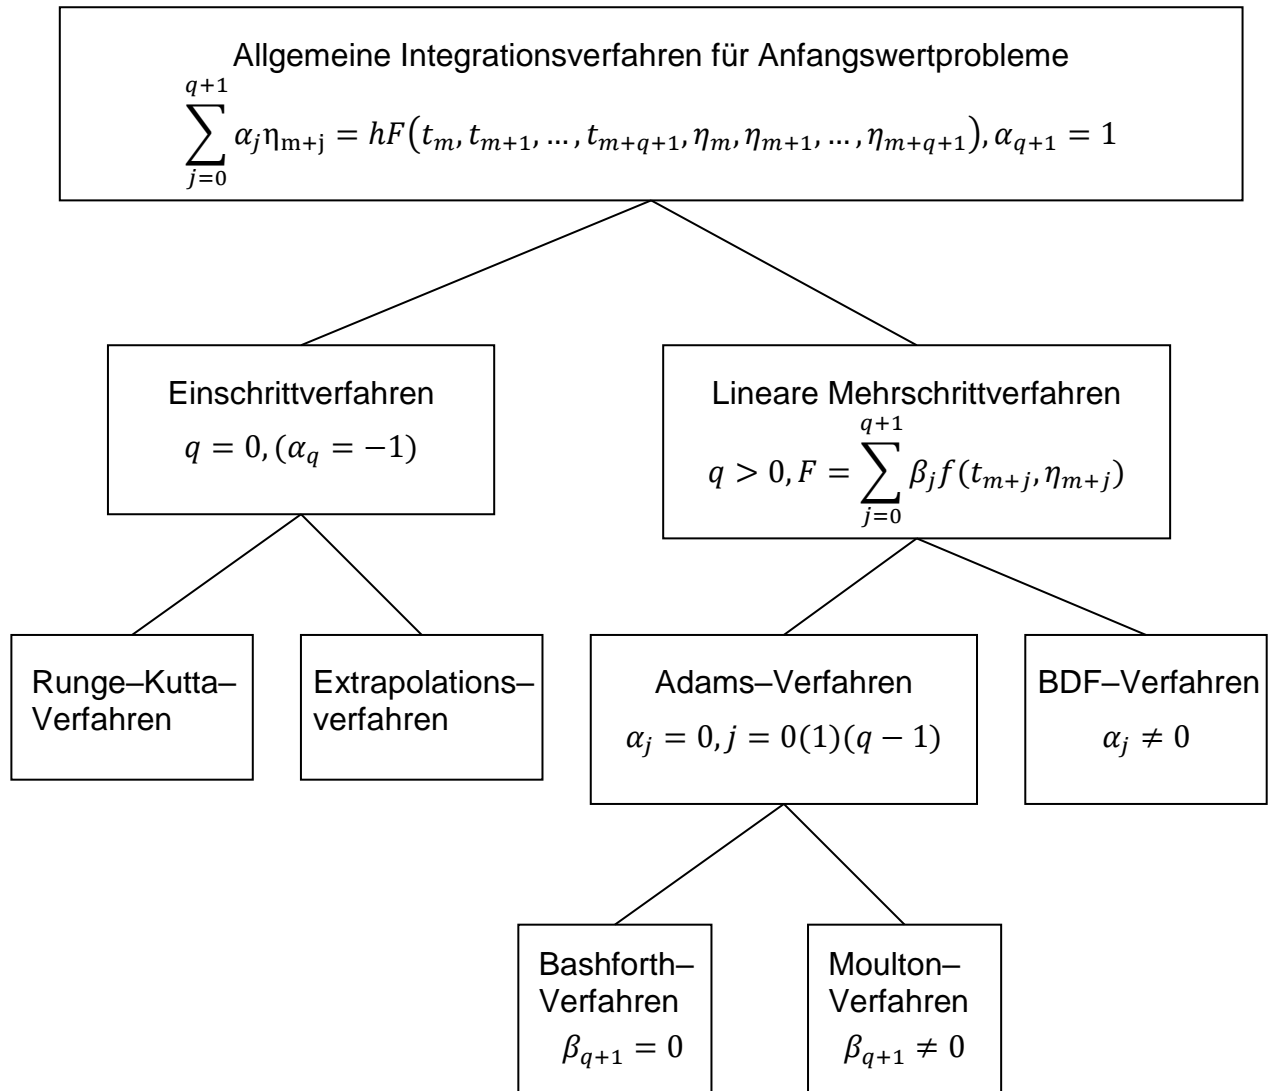 Allgemeine Integrationsverfahren für Anfangswertprobleme
∑_{j=0}^{q+1} α_j η_{m+j} = hF(t_m, t_{m+1}, …, t_{m+q+1}, η_m, η_{m+1}, …, η_{m+q+1}), α_{q+1} = 1
Einschrittverfahren
q = 0, (α_q = −1)
Lineare Mehrschrittverfahren
q > 0, F = ∑_{j=0}^{q+1} β_j f(t_{m+j}, η_{m+j})
Runge–Kutta–
Verfahren
Extrapolations–
verfahren
Adams–Verfahren
α_j = 0, j = 0(1)(q − 1)
BDF–Verfahren
α_j ≠ 0
Bashforth–
Verfahren
β_{q+1} = 0
Moulton–
Verfahren
β_{q+1} ≠ 0